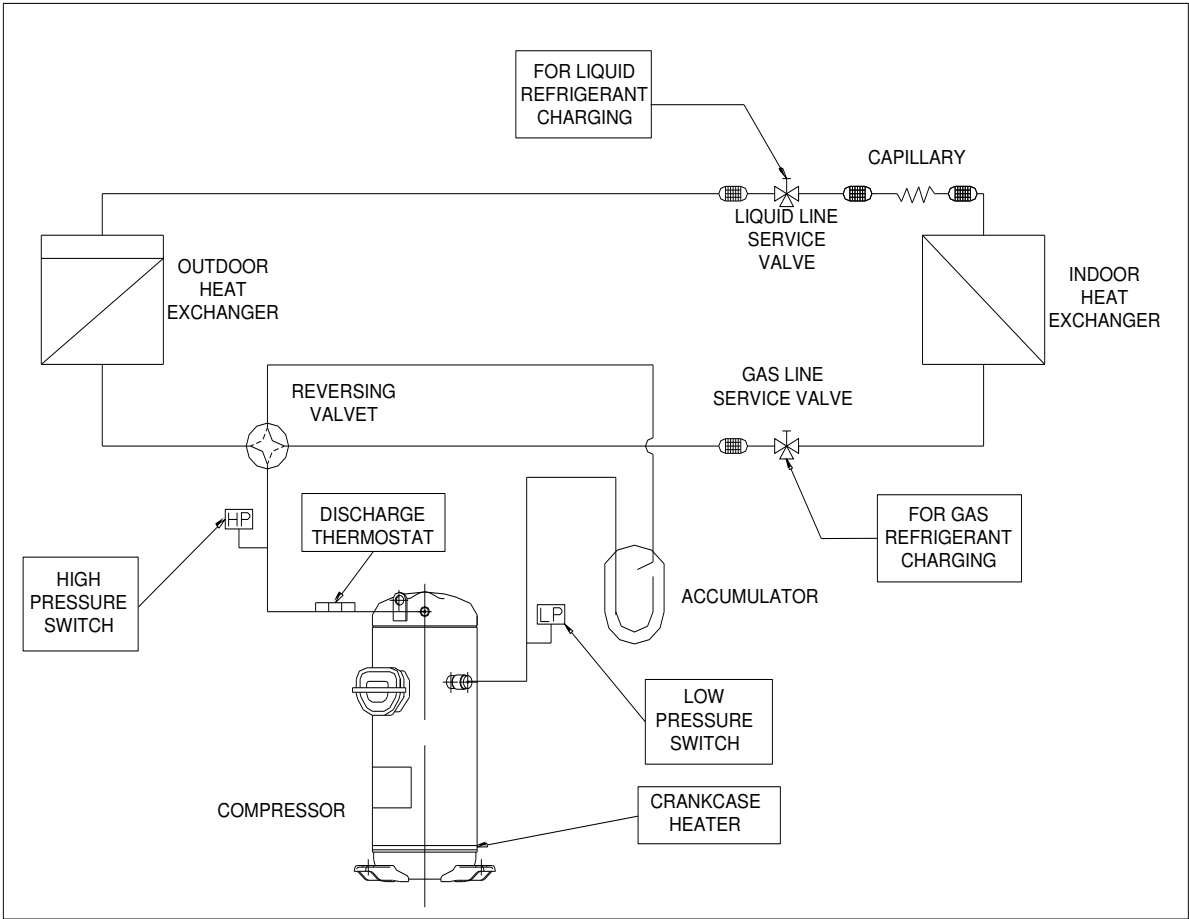 FOR LIQUID
REFRIGERANT
CHARGING
CAPILLARY
LIQUID LINE
SERVICE
VALVE
OUTDOOR
HEAT
EXCHANGER
INDOOR
HEAT
EXCHANGER
REVERSING
VALVET
GAS LINE
SERVICE VALVE
HP
DISCHARGE
THERMOSTAT
FOR GAS
REFRIGERANT
CHARGING
HIGH
PRESSURE
SWITCH
LP
ACCUMULATOR
LOW
PRESSURE
SWITCH
COMPRESSOR
CRANKCASE
HEATER